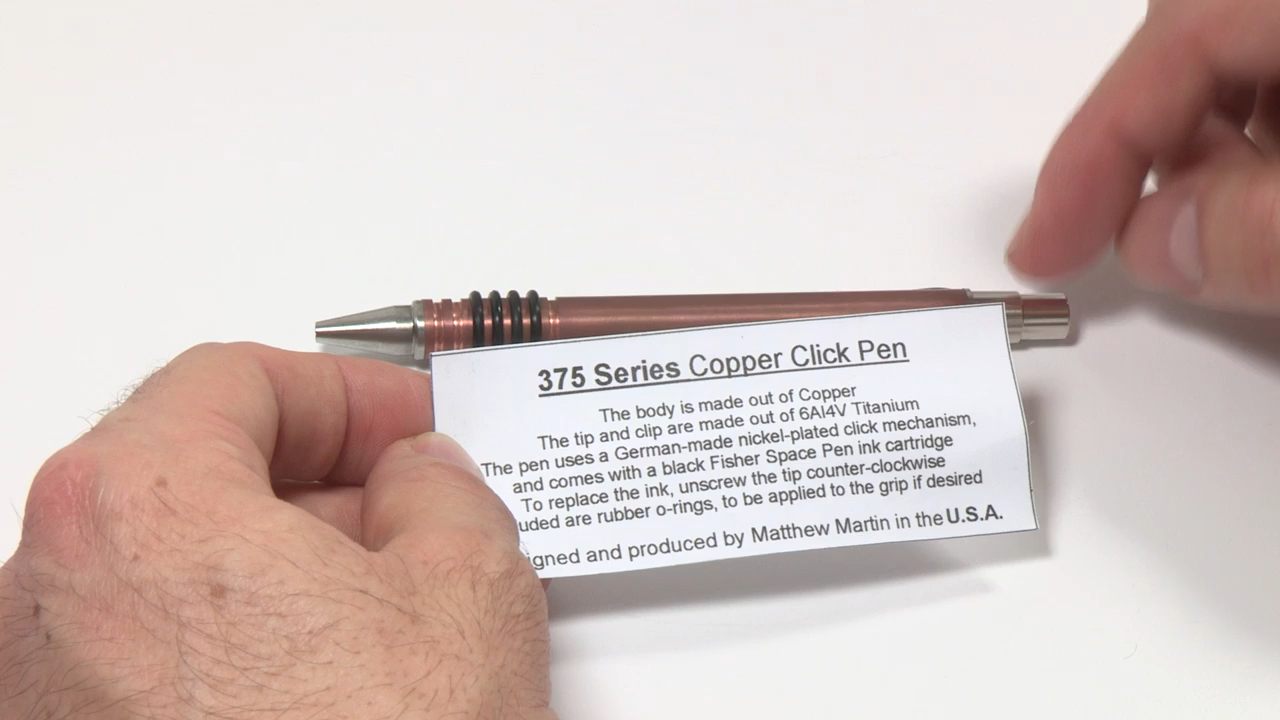 375 Series Copper Click Pen
The body is made out of Copper
The tip and clip are made out of 6Al4V Titanium
The pen uses a German-made nickel-plated click mechanism,
and comes with a black Fisher Space Pen ink cartridge
To replace the ink, unscrew the tip counter-clockwise
uded are rubber o-rings, to be applied to the grip if desired
igned and produced by Matthew Martin in the U.S.A.